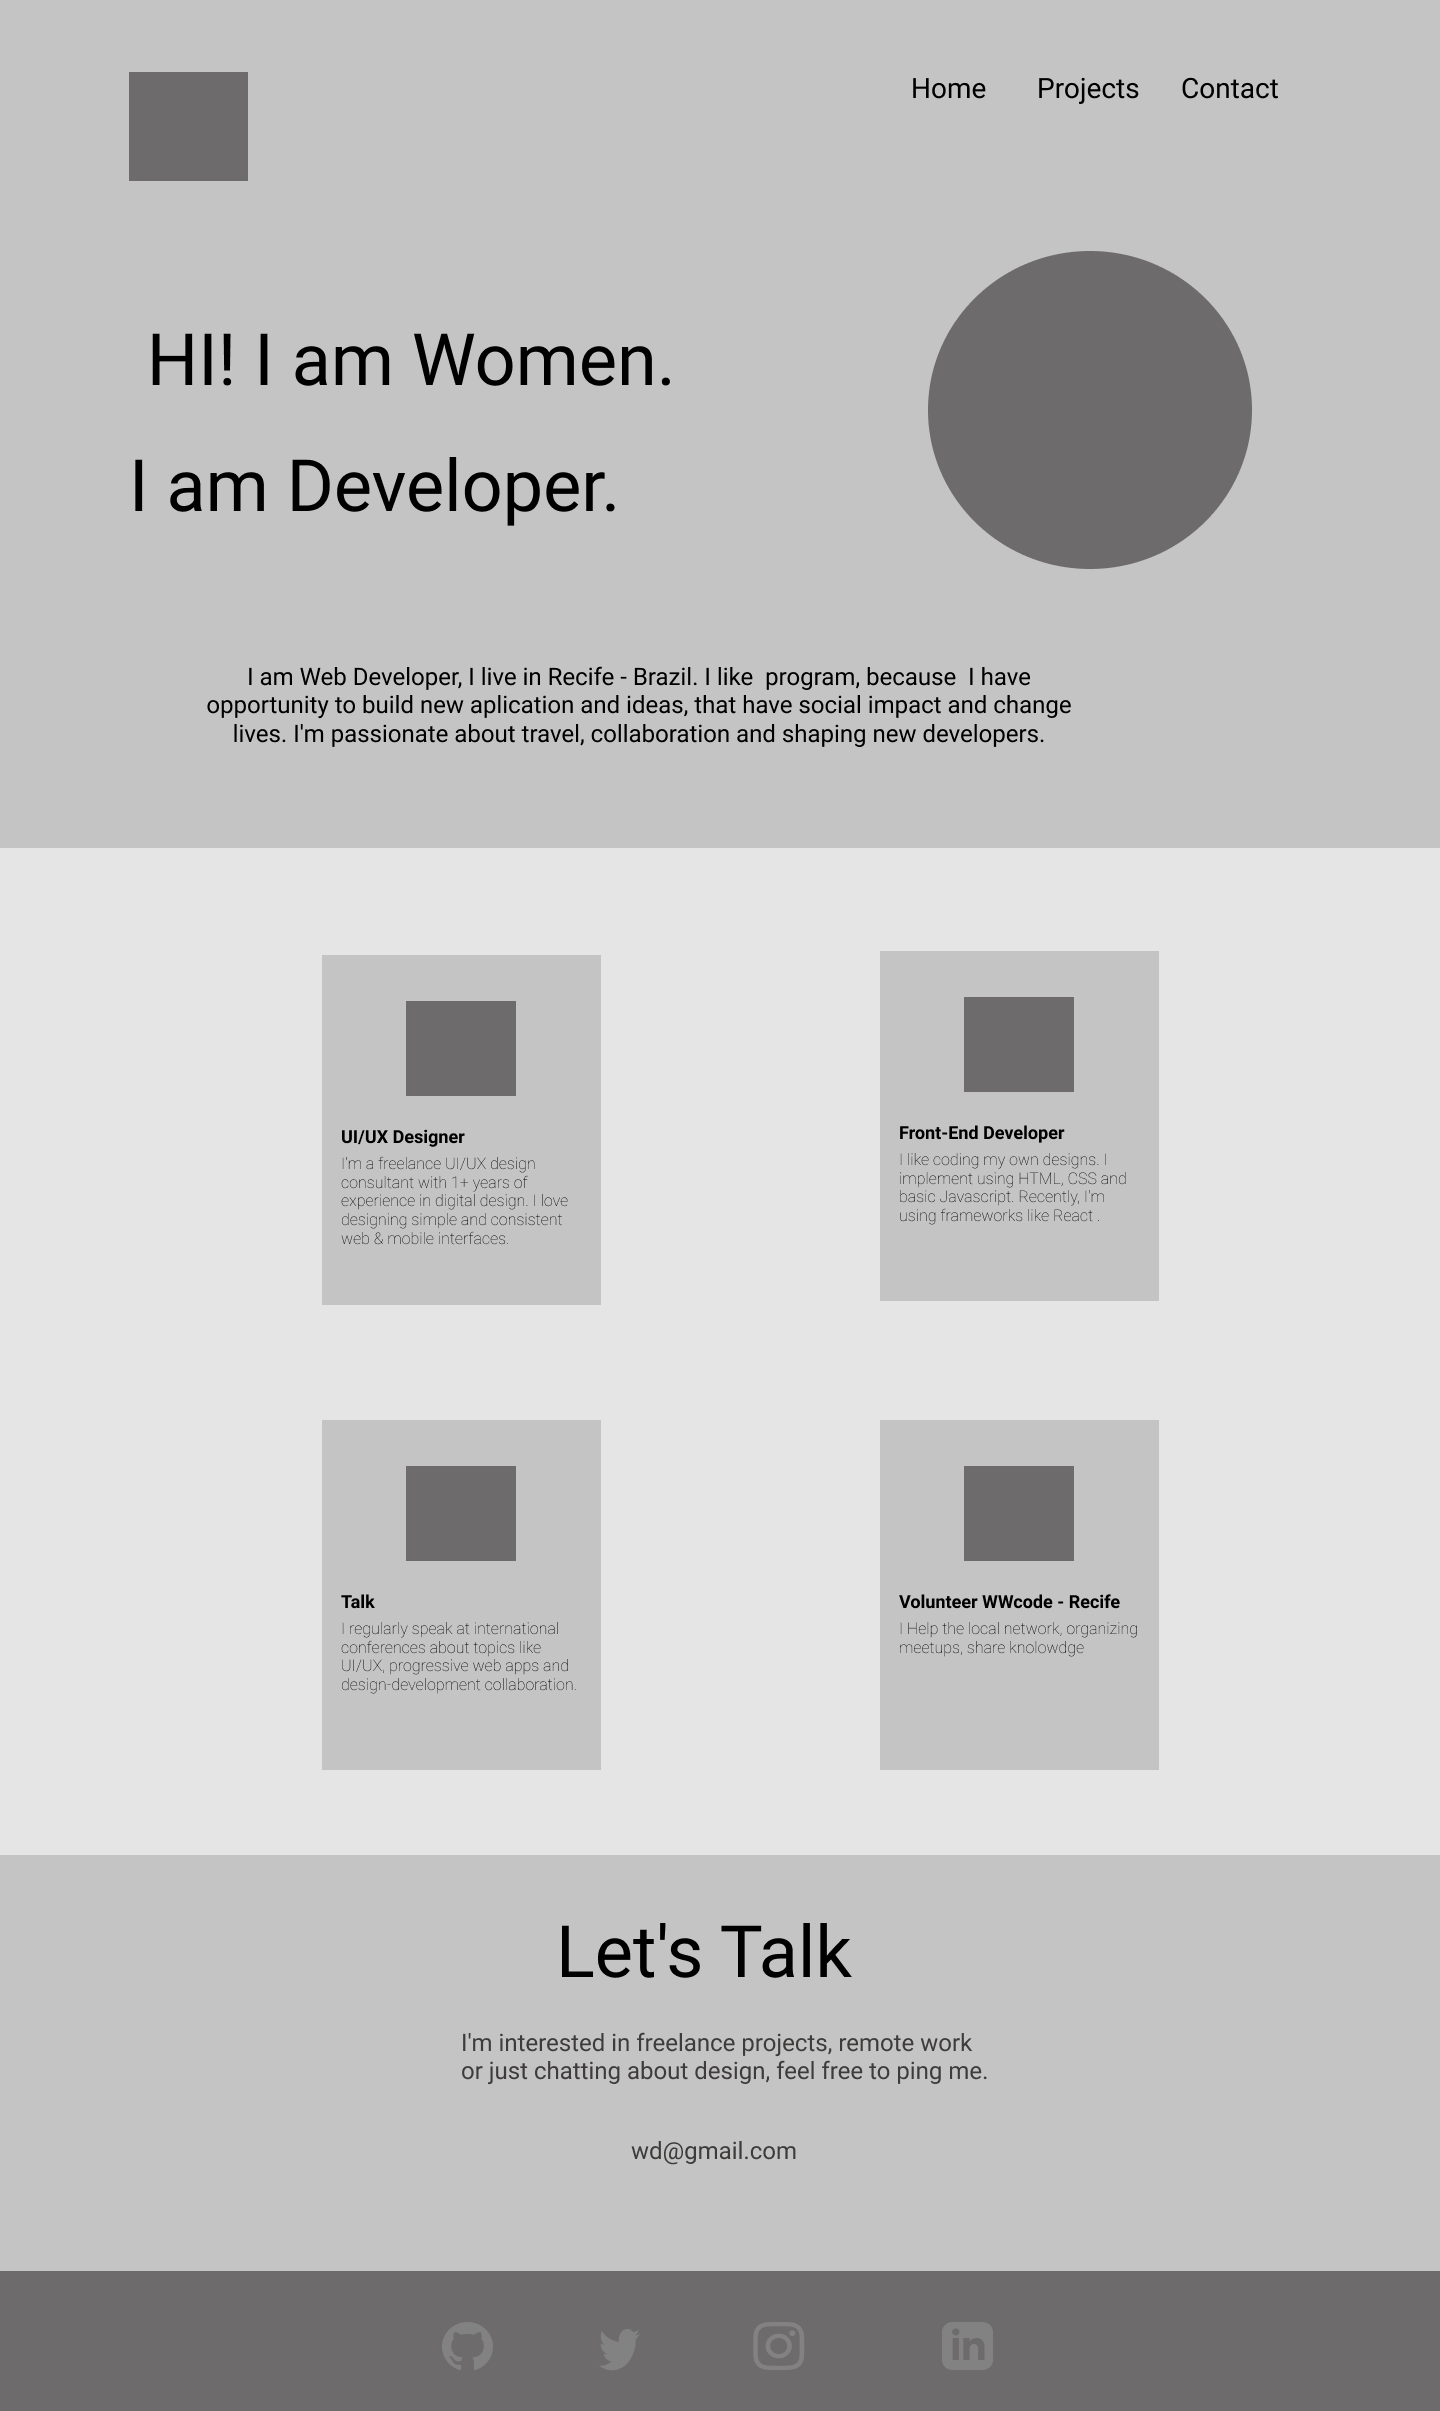 Home Projects Contact
HI! I am Women.
I am Developer.
I am Web Developer, I live in Recife - Brazil. I like  program, because  I have
opportunity to build new aplication and ideas, that have social impact and change
lives. I'm passionate about travel, collaboration and shaping new developers.
UI/UX Designer
I'm a freelance UI/UX design
consultant with 1+ years of
experience in digital design. I love
designing simple and consistent
web & mobile interfaces.
Front-End Developer
I like coding my own designs. I
implement using HTML, CSS and
basic Javascript. Recently, I'm
using frameworks like React .
Talk
I regularly speak at international
conferences about topics like
UI/UX, progressive web apps and
design-development collaboration.
Volunteer WWcode - Recife
I Help the local network, organizing
meetups, share knolowdge
Let's Talk
I'm interested in freelance projects, remote work
or just chatting about design, feel free to ping me.
wd@gmail.com
in